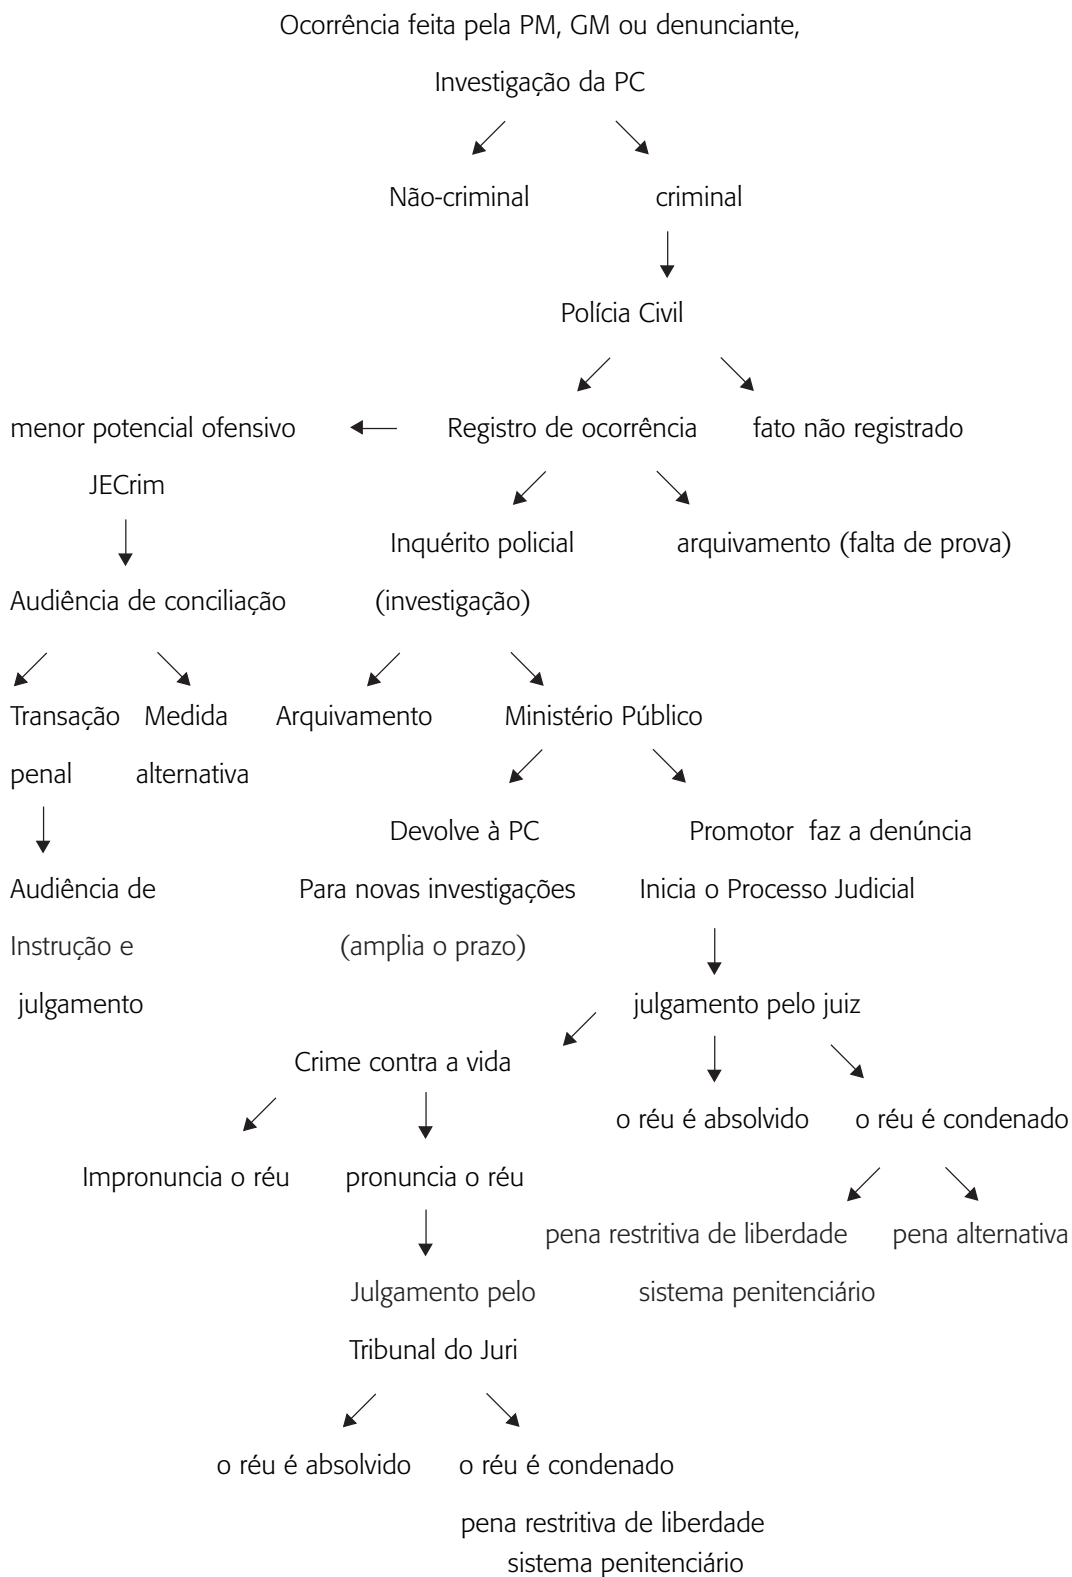 Ocorrência feita pela PM, GM ou denunciante,
Investigação da PC
Não-criminal criminal
Polícia Civil
menor potencial ofensivo Registro de ocorrência fato não registrado
JECrim
Inquérito policial arquivamento (falta de prova)
Audiência de conciliação (investigação)
Transação Medida Arquivamento Ministério Público
penal alternativa
Devolve à PC Promotor faz a denúncia
Audiência de Para novas investigações Inicia o Processo Judicial
Instrução e (amplia o prazo)
julgamento julgamento pelo juiz
Crime contra a vida
o réu é absolvido o réu é condenado
Impronuncia o réu pronuncia o réu
pena restritiva de liberdade pena alternativa
Julgamento pelo sistema penitenciário
Tribunal do Juri
o réu é absolvido o réu é condenado
pena restritiva de liberdade
sistema penitenciário